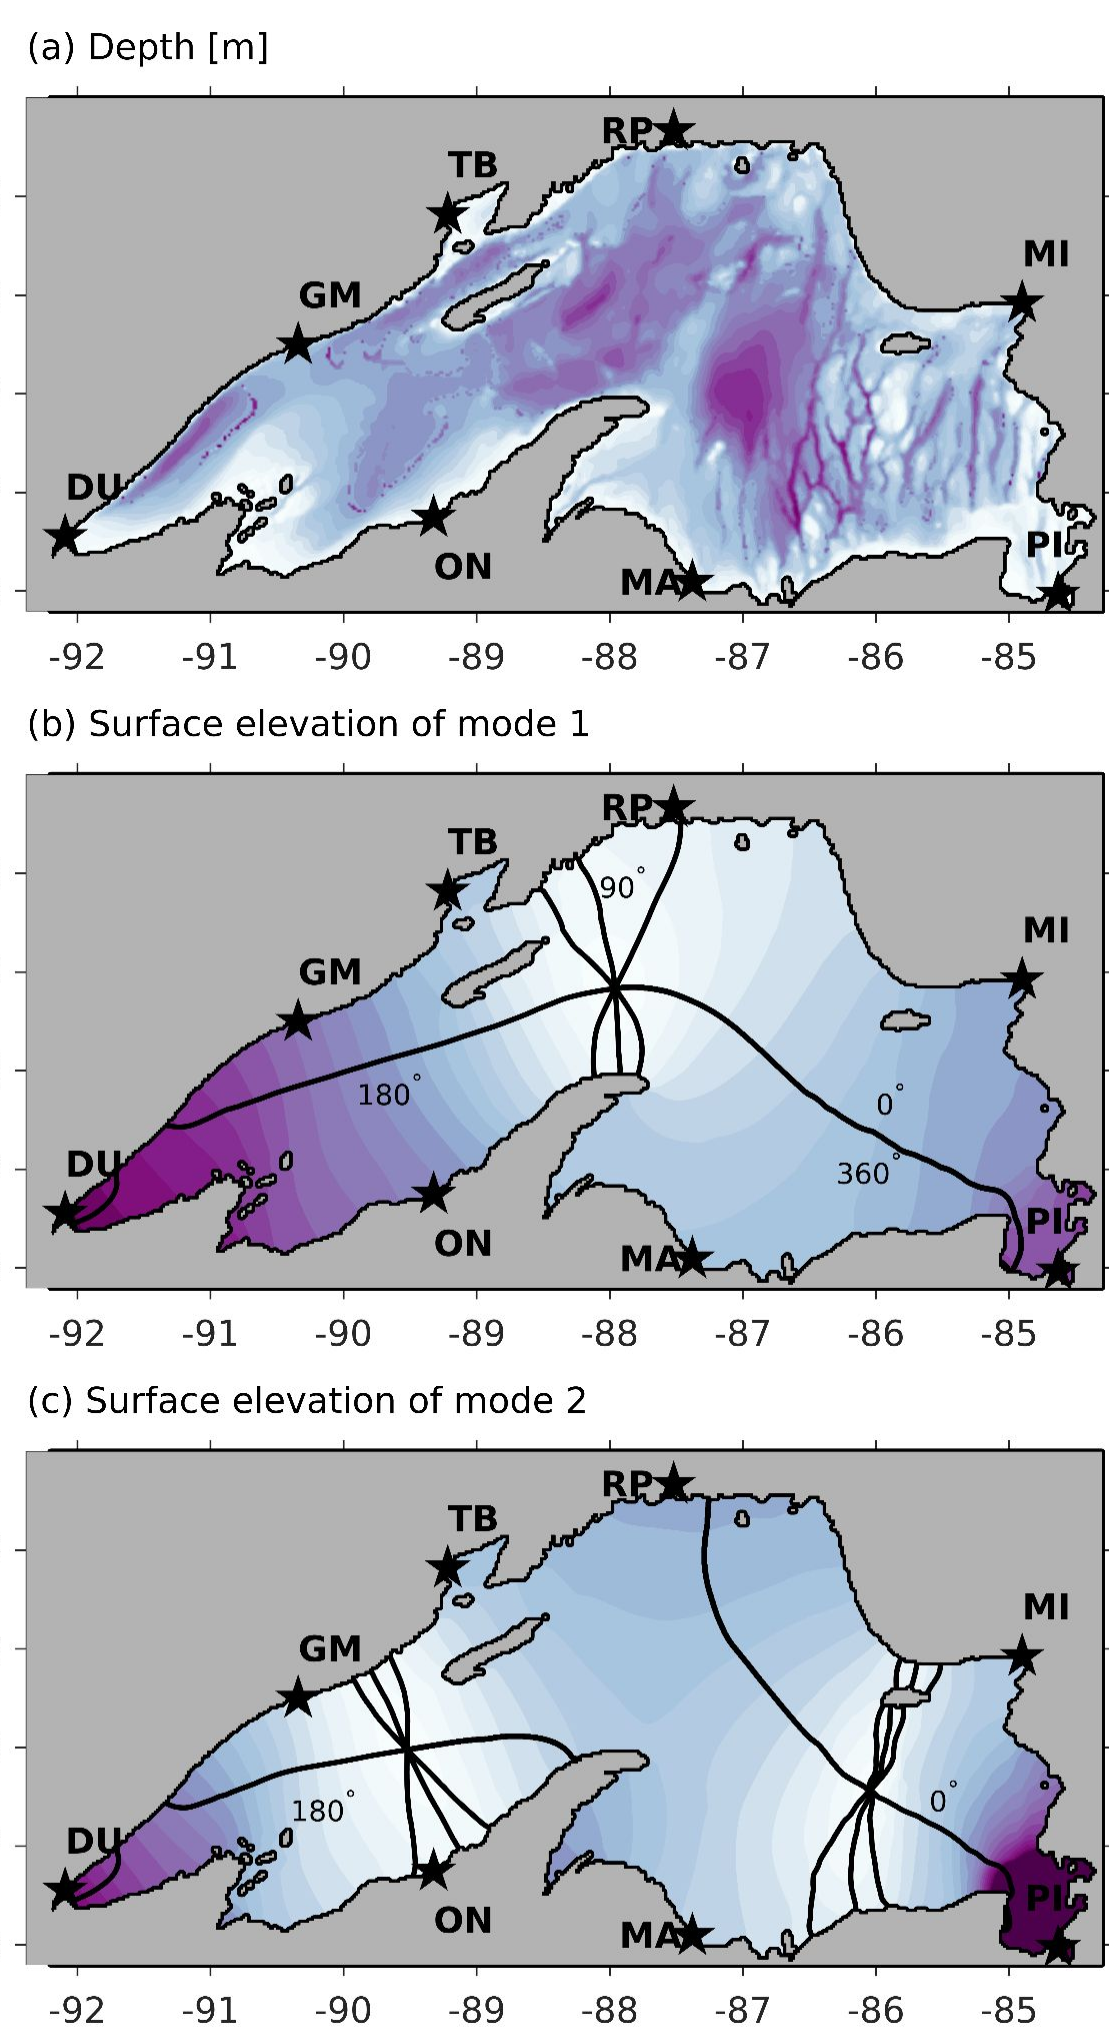 (a) Depth [m]
RP
TB
MI
GM
DU
PI
ON
MA
-92 -91 -90 -89 -88 -87 -86 -85
(b) Surface elevation of mode 1
RP
TB
90°
MI
GM
180°
0°
DU
360°
PI
ON
MA
-92 -91 -90 -89 -88 -87 -86 -85
(c) Surface elevation of mode 2
RP
TB
MI
GM
0°
180°
DU
PI
ON
MA
-92 -91 -90 -89 -88 -87 -86 -85